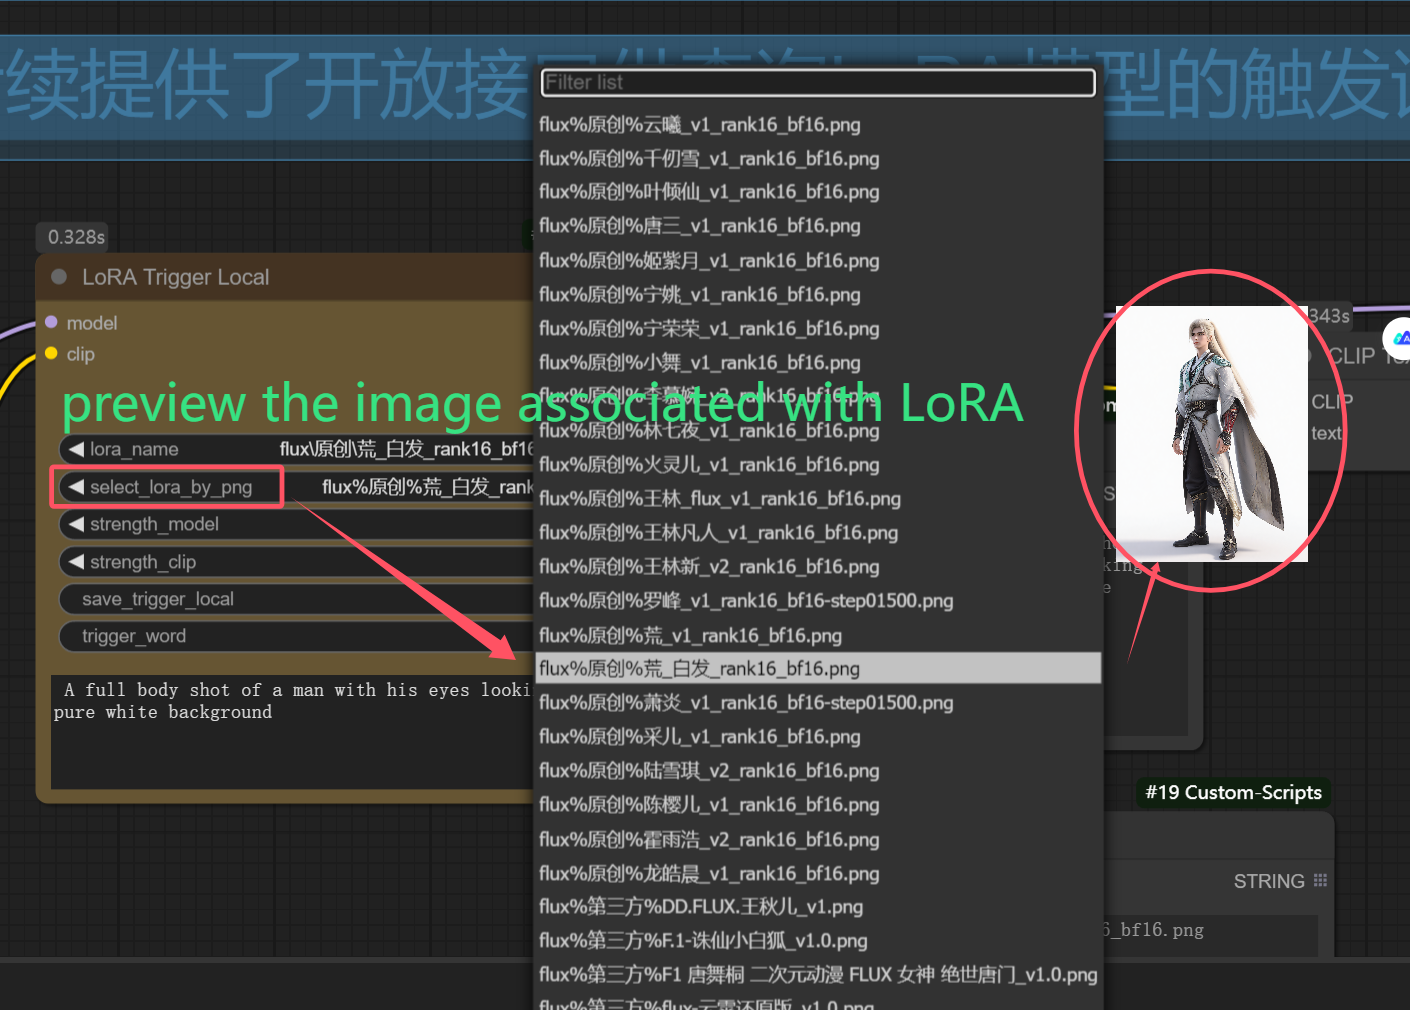 续提供了开放接
型的触发
Filter list
flux%原创%云曦_v1_rank16_bf16.png
flux%原创%千仞雪_v1_rank16_bf16.png
flux%原创%叶倾仙_v1_rank16_bf16.png
flux%原创%唐三_v1_rank16_bf16.png
flux%原创%姬紫月_v1_rank16_bf16.png
flux%原创%宁姚_v1_rank16_bf16.png
flux%原创%宁荣荣_v1_rank16_bf16.png
flux%原创%小舞_v1_rank16_bf16.png
flux%原创%李慕婉_v2_rank16_bf16.png
flux%原创%林七夜_v1_rank16_bf16.png
flux%原创%火灵儿_v1_rank16_bf16.png
flux%原创%王林_flux_v1_rank16_bf16.png
flux%原创%王林凡人_v1_rank16_bf16.png
flux%原创%王林新_v2_rank16_bf16.png
flux%原创%罗峰_v1_rank16_bf16-step01500.png
flux%原创%荒_v1_rank16_bf16.png
flux%原创%荒_白发_rank16_bf16.png
flux%原创%萧炎_v1_rank16_bf16-step01500.png
flux%原创%采儿_v1_rank16_bf16.png
flux%原创%陆雪琪_v2_rank16_bf16.png
flux%原创%陈樱儿_v1_rank16_bf16.png
flux%原创%霍雨浩_v2_rank16_bf16.png
flux%原创%龙皓晨_v1_rank16_bf16.png
flux%第三方%DD.FLUX.王秋儿_v1.png
flux%第三方%F.1-诛仙小白狐_v1.0.png
flux%第三方%F1 唐舞桐 二次元动漫 FLUX 女神 绝世唐门_v1.0.png
flux%第三方%flux-云霄还原版_v1.0.png
0.328s
LoRA Trigger Local
model
clip
preview the image associated with LoRA
lora_name flux\原创\荒_白发_rank16_bf16
select_lora_by_png flux%原创%荒_白发_rank
strength_model
strength_clip
save_trigger_local
trigger_word
A full body shot of a man with his eyes looki
pure white background
343s
CLIP
CLIP
text
king
#19 Custom-Scripts
STRING
6_bf16.png